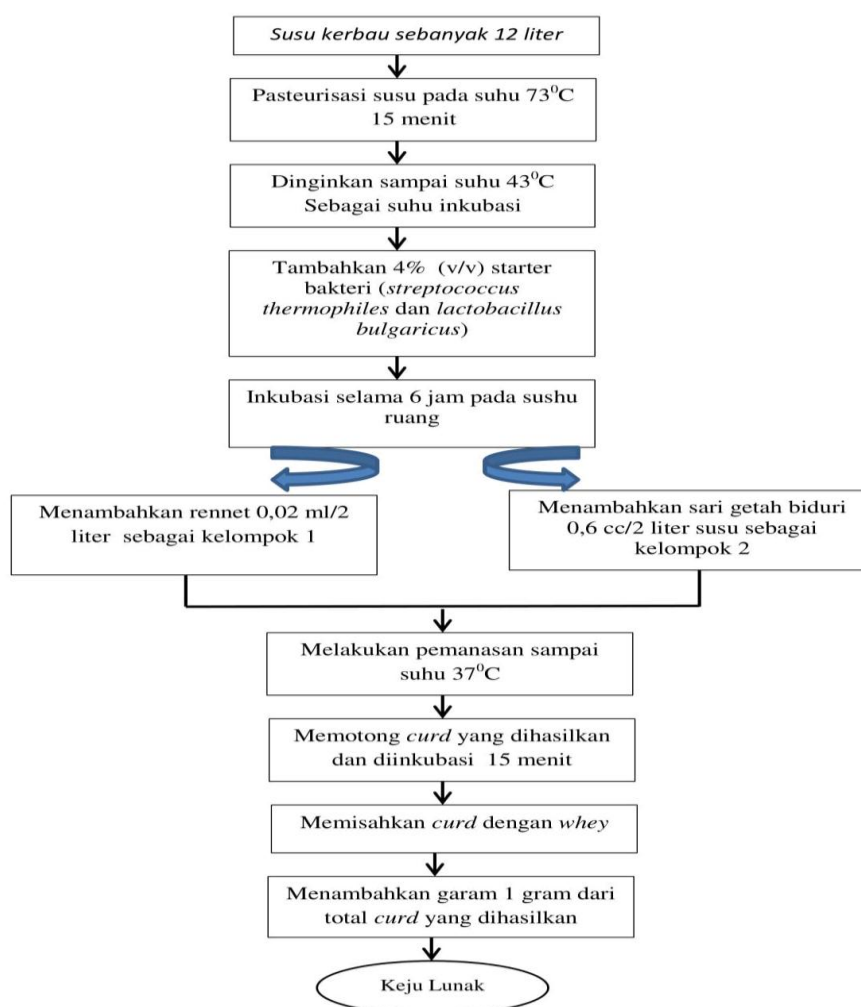 Susu kerbau sebanyak 12 liter
Pasteurisasi susu pada suhu 73⁰C
15 menit
Dinginkan sampai suhu 43⁰C
Sebagai suhu inkubasi
Tambahkan 4% (v/v) starter
bakteri (streptococcus
thermophiles dan lactobacillus
bulgaricus)
Inkubasi selama 6 jam pada sushu
ruang
Menambahkan rennet 0,02 ml/2
liter sebagai kelompok 1
Menambahkan sari getah biduri
0,6 cc/2 liter susu sebagai
kelompok 2
Melakukan pemanasan sampai
suhu 37⁰C
Memotong curd yang dihasilkan
dan diinkubasi 15 menit
Memisahkan curd dengan whey
Menambahkan garam 1 gram dari
total curd yang dihasilkan
Keju Lunak